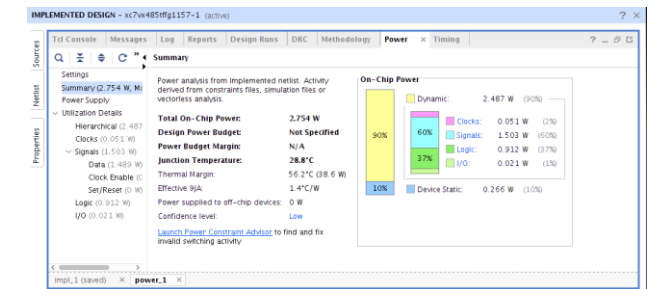 IMPLEMENTED DESIGN - xc7vx485tffg1157-1 (active)
? ×
Tcl Console Messages Log Reports Design Runs DRC Methodology Power × Timing
Sources
Netlist
Properties
Summary
Settings
Summary (2.754 W, Ma
Power Supply
Utilization Details
Hierarchical (2.487
Clocks (0.051 W)
Signals (1.503 W)
Data (1.489 W)
Clock Enable (0
Set/Reset (0 W)
Logic (0.912 W)
I/O (0.021 W)
Power analysis from Implemented netlist. Activity
derived from constraints files, simulation files or
vectorless analysis.
Total On-Chip Power: 2.754 W
Design Power Budget: Not Specified
Power Budget Margin: N/A
Junction Temperature: 28.8°C
Thermal Margin: 56.2°C (38.6 W)
Effective ϑJA: 1.4°C/W
Power supplied to off-chip devices: 0 W
Confidence level: Low
Launch Power Constraint Advisor to find and fix
invalid switching activity
On-Chip Power
90%
10%
60%
37%
Dynamic: 2.487 W (90%)
Clocks: 0.051 W (2%)
Signals: 1.503 W (60%)
Logic: 0.912 W (37%)
I/O: 0.021 W (1%)
Device Static: 0.266 W (10%)
impl_1 (saved) × power_1 ×